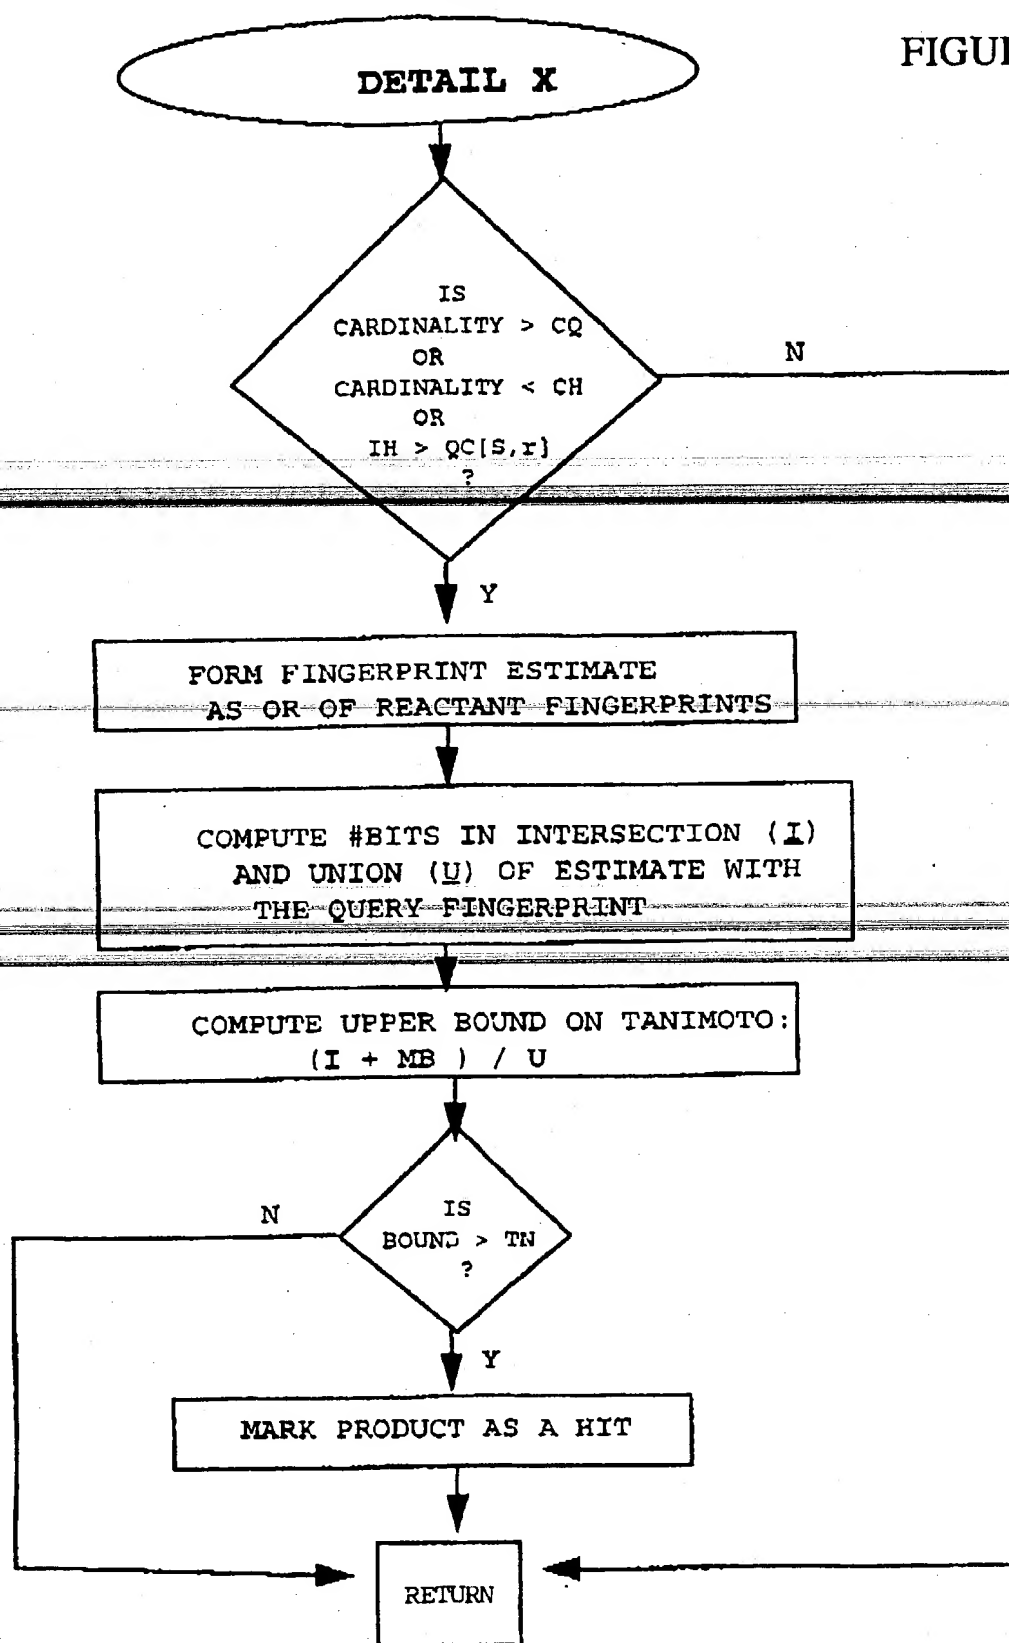 FIGU
DETAIL X
IS
CARDINALITY > CQ
OR
CARDINALITY < CH
OR
IH > QC[S,r]
?
N
Y
FORM FINGERPRINT ESTIMATE
AS OR OF REACTANT FINGERPRINTS
COMPUTE #BITS IN INTERSECTION (I)
AND UNION (U) OF ESTIMATE WITH
THE QUERY FINGERPRINT
COMPUTE UPPER BOUND ON TANIMOTO:
(I + MB ) / U
N
IS
BOUND > TN
?
Y
MARK PRODUCT AS A HIT
RETURN